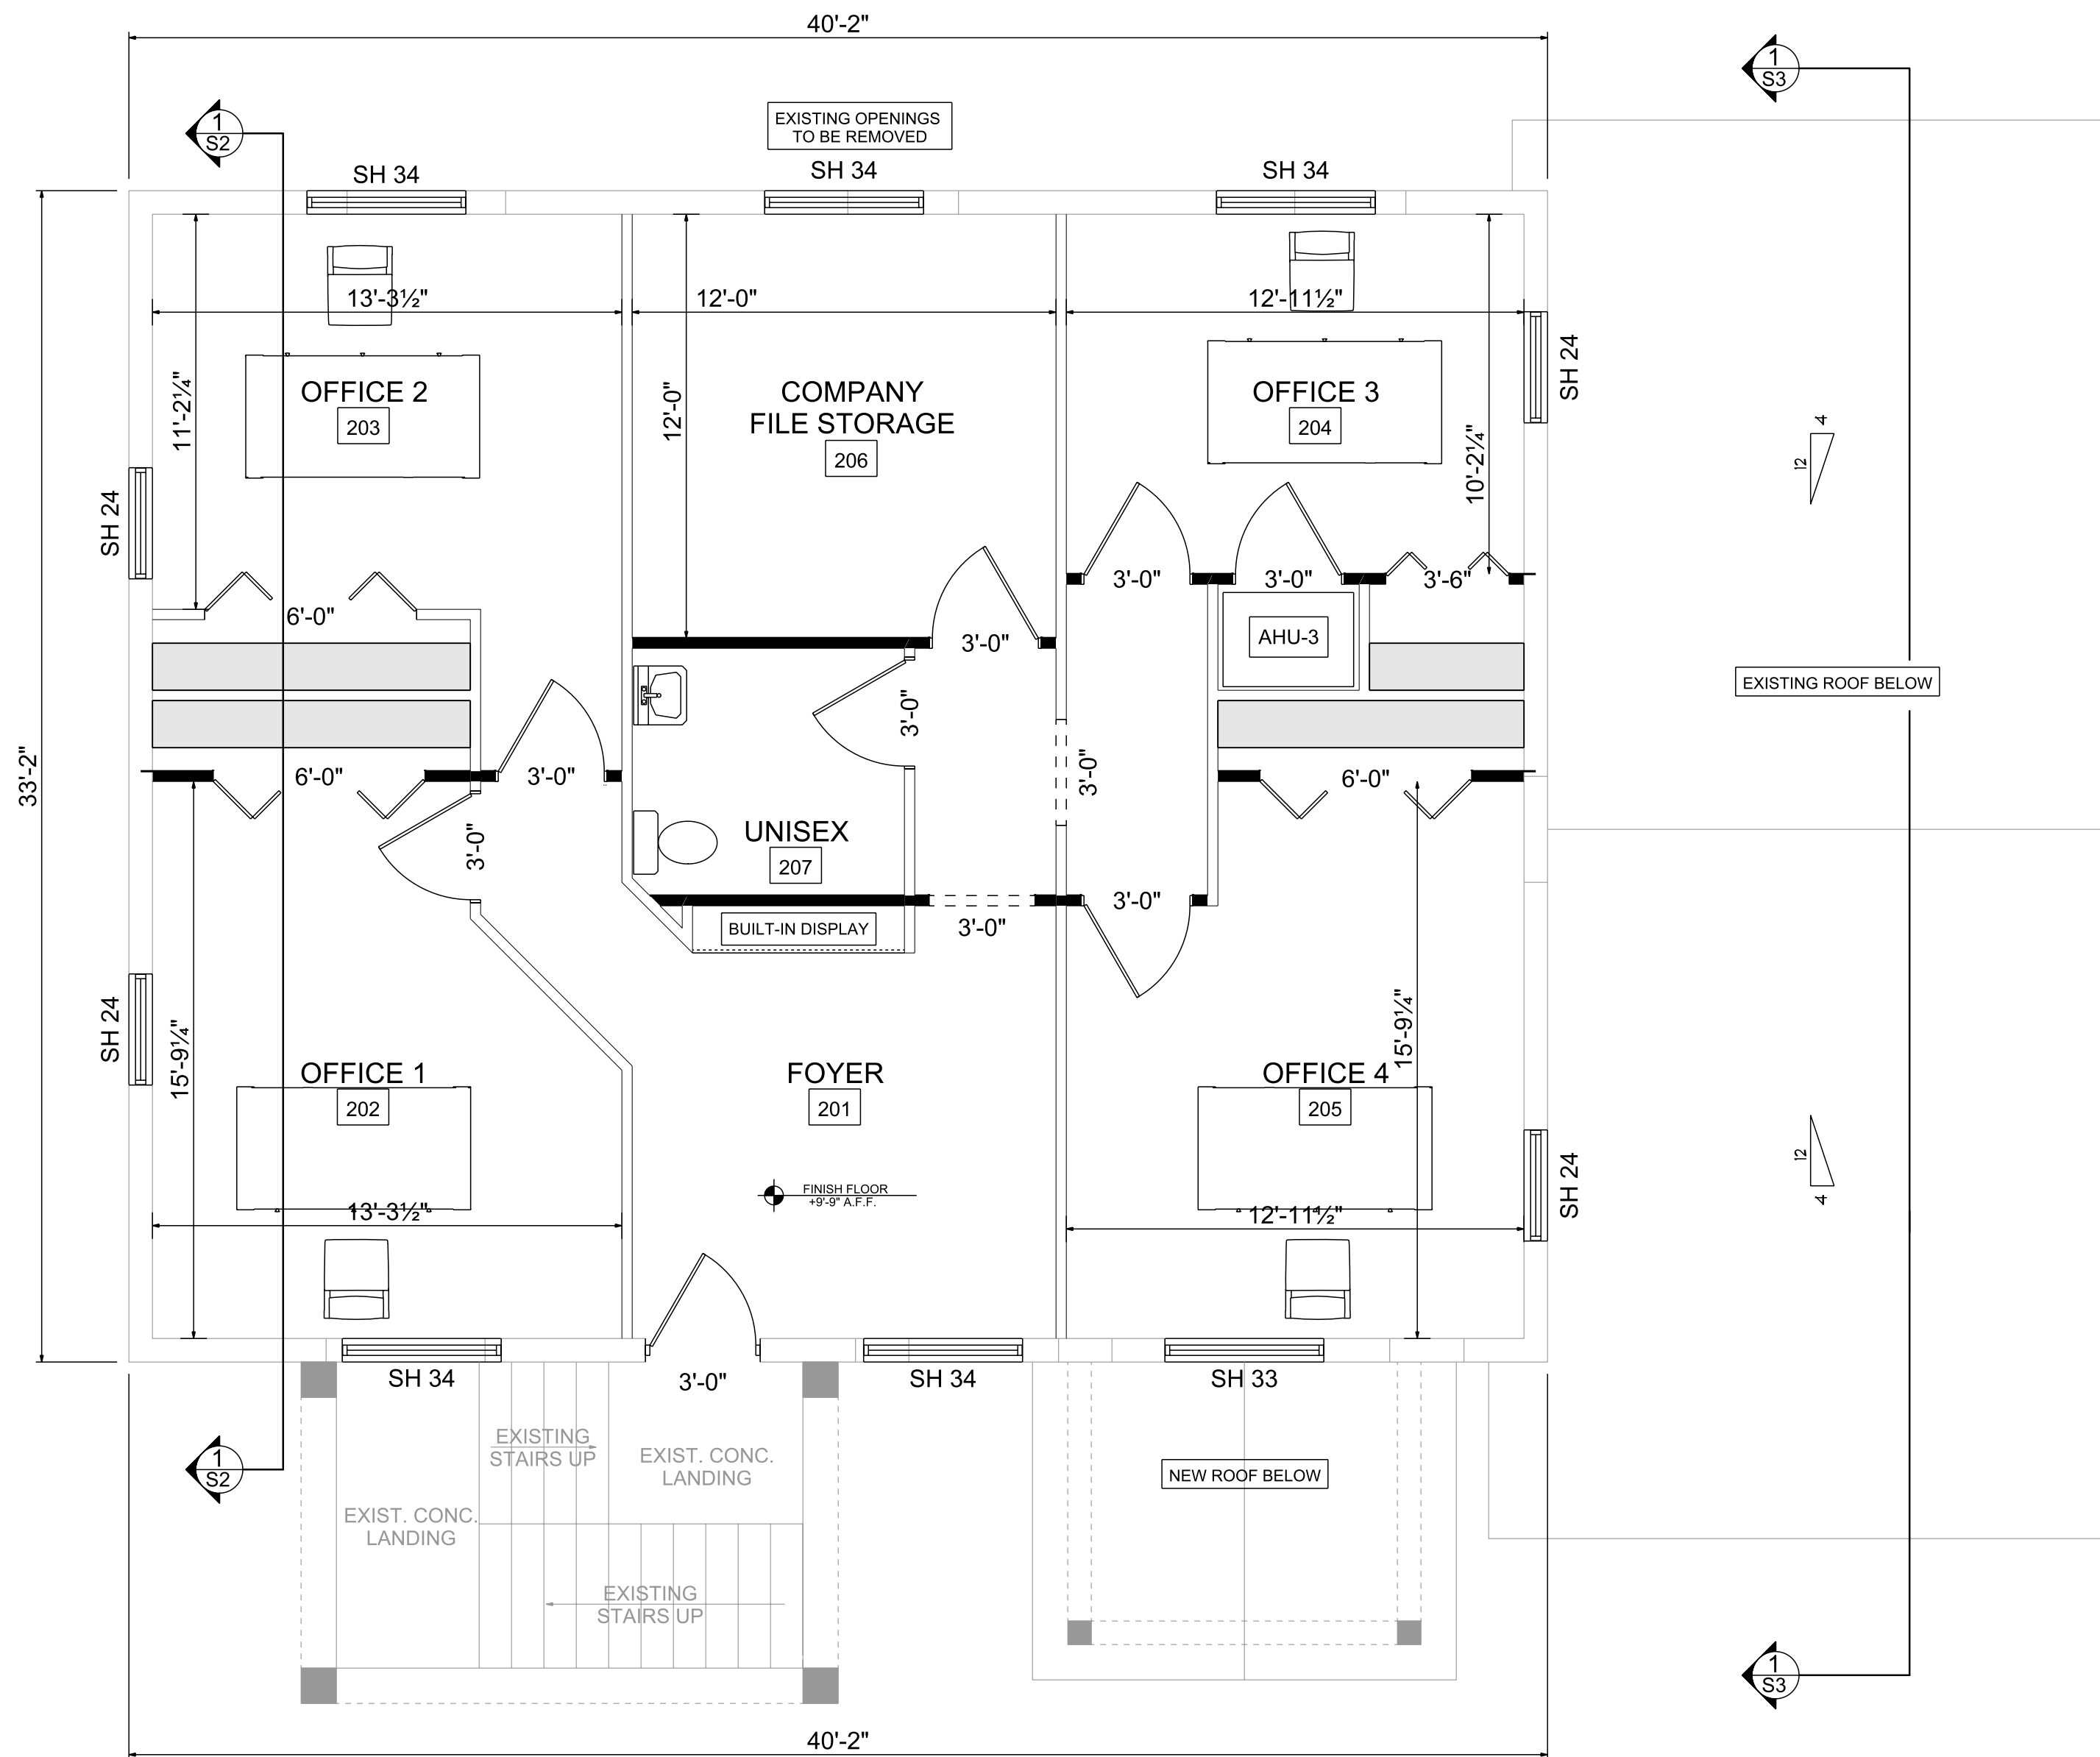 40'-2"
1
S3
1
S2
EXISTING OPENINGS
TO BE REMOVED
SH 34
SH 34
SH 34
13'-3½"
12'-0"
12'-11½"
SH 24
11'-2¼"
OFFICE 2
203
12'-0"
COMPANY
FILE STORAGE
206
OFFICE 3
204
10'-2¼"
4
12
SH 24
3'-0"
3'-0"
3'-6"
6'-0"
3'-0"
AHU-3
EXISTING ROOF BELOW
3'-0"
33'-2"
6'-0"
3'-0"
3'-0"
6'-0"
3'-0"
UNISEX
207
3'-0"
BUILT-IN DISPLAY
3'-0"
SH 24
15'-9¼"
15'-9¼"
OFFICE 1
202
FOYER
201
OFFICE 4
205
12
4
SH 24
FINISH FLOOR
+9'-9" A.F.F.
13'-3½"
12'-11½"
SH 34
3'-0"
SH 34
SH 33
1
S2
EXISTING
STAIRS UP
EXIST. CONC.
LANDING
NEW ROOF BELOW
EXIST. CONC.
LANDING
EXISTING
STAIRS UP
1
S3
40'-2"